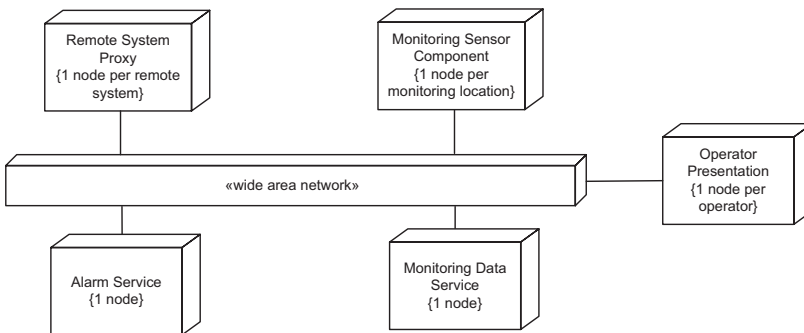 Remote System
Proxy
{1 node per remote
system}
Monitoring Sensor
Component
{1 node per
monitoring location}
«wide area network»
Operator
Presentation
{1 node per
operator}
Alarm Service
{1 node}
Monitoring Data
Service
{1 node}